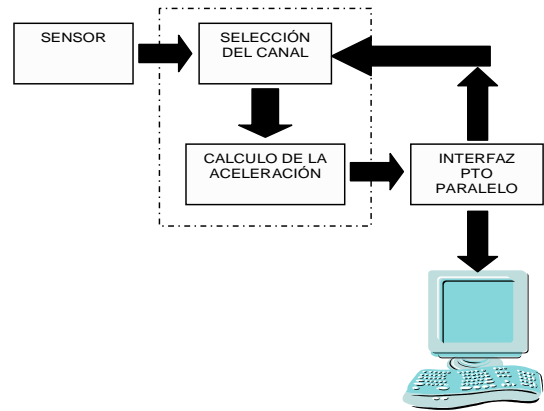 SENSOR
SELECCIÓN
DEL CANAL
CALCULO DE LA
ACELERACIÓN
INTERFAZ
PTO
PARALELO